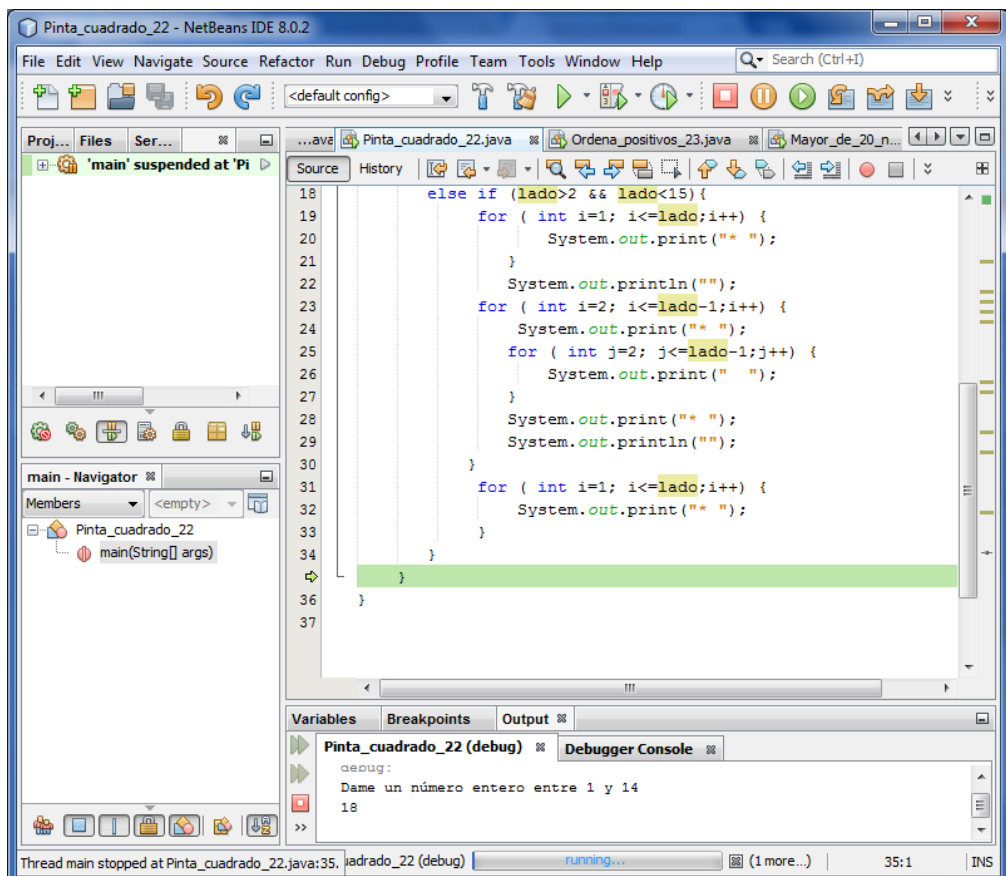 Pinta_cuadrado_22 - NetBeans IDE 8.0.2
File Edit View Navigate Source Refactor Run Debug Profile Team Tools Window Help
Search (Ctrl+I)
<default config>
Proj... Files Ser...
'main' suspended at 'Pi
...ava Pinta_cuadrado_22.java Ordena_positivos_23.java Mayor_de_20_n...
Source History
18 else if (lado>2 && lado<15){
19 for ( int i=1; i<=lado;i++) {
20 System.out.print("* ");
21 }
22 System.out.println("");
23 for ( int i=2; i<=lado-1;i++) {
24 System.out.print("* ");
25 for ( int j=2; j<=lado-1;j++) {
26 System.out.print("  ");
27 }
28 System.out.print("* ");
29 System.out.println("");
30 }
31 for ( int i=1; i<=lado;i++) {
32 System.out.print("* ");
33 }
34 }
}
36 }
37
main - Navigator
Members <empty>
Pinta_cuadrado_22
main(String[] args)
Variables Breakpoints Output
Pinta_cuadrado_22 (debug) Debugger Console
debug:
Dame un número entero entre 1 y 14
18
Thread main stopped at Pinta_cuadrado_22.java:35. uadrado_22 (debug) running... (1 more...) 35:1 INS